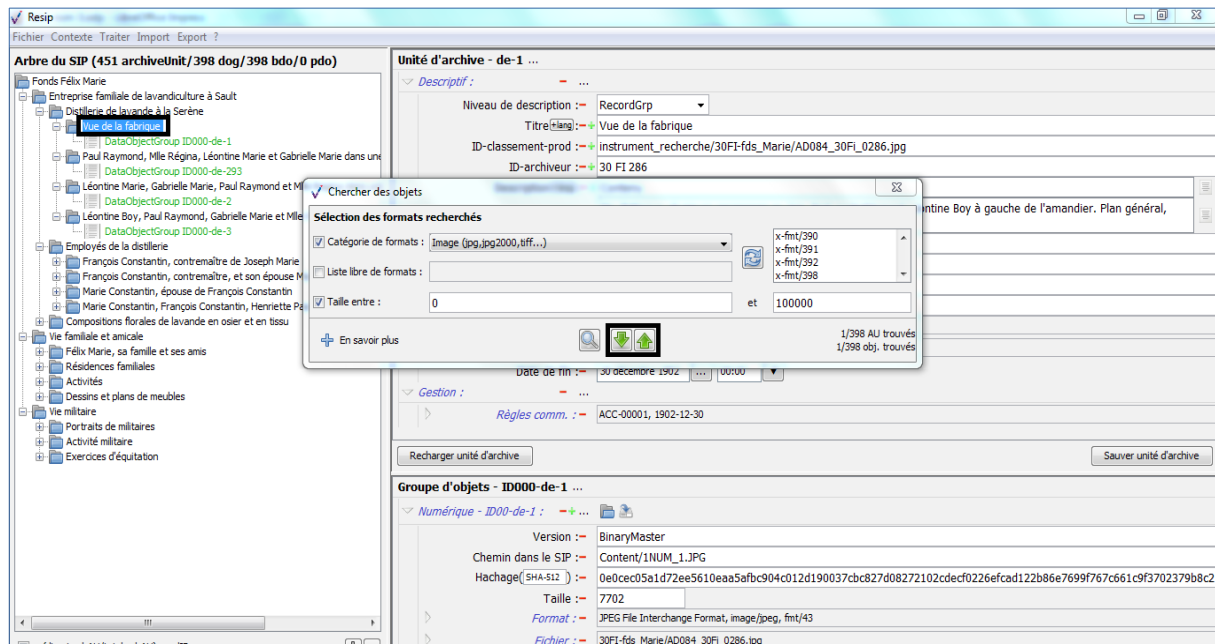 Resip
Fichier Contexte Traiter Import Export ?
Arbre du SIP (451 archiveUnit/398 dog/398 bdo/0 pdo)
Fonds Félix Marie
Entreprise familiale de lavandiculture à Sault
Distillerie de lavande à la Serène
Vue de la fabrique
DataObjectGroup ID000-de-1
Paul Raymond, Mlle Régina, Léontine Marie et Gabrielle Marie dans une
DataObjectGroup ID000-de-293
Léontine Marie, Gabrielle Marie, Paul Raymond et M
DataObjectGroup ID000-de-2
Léontine Boy, Paul Raymond, Gabrielle Marie et Mlle
DataObjectGroup ID000-de-3
Employés de la distillerie
François Constantin, contremaître de Joseph Marie
François Constantin, contremaître, et son épouse M
Marie Constantin, épouse de François Constantin
Marie Constantin, François Constantin, Henriette Pa
Compositions florales de lavande en osier et en tissu
Vie familiale et amicale
Félix Marie, sa famille et ses amis
Résidences familiales
Activités
Dessins et plans de meubles
Vie militaire
Portraits de militaires
Activité militaire
Exercices d'équitation
Unité d'archive - de-1 ...
Descriptif : − ...
Niveau de description :− RecordGrp
Titre +lang :−+ Vue de la fabrique
ID-classement-prod :−+ instrument_recherche/30FI-fds_Marie/AD084_30Fi_0286.jpg
ID-archiveur :−+ 30 FI 286
ontine Boy à gauche de l'amandier. Plan général,
Chercher des objets
Sélection des formats recherchés
Catégorie de formats : Image (jpg,jpg2000,tiff...)
x-fmt/390
x-fmt/391
x-fmt/392
x-fmt/398
Liste libre de formats :
Taille entre : 0 et 100000
En savoir plus
1/398 AU trouvés
1/398 obj. trouvés
Date de fin :− 30 décembre 1902 ... 00:00
Gestion : − ...
Règles comm. : − ACC-00001, 1902-12-30
Recharger unité d'archive Sauver unité d'archive
Groupe d'objets - ID000-de-1 ...
Numérique - ID00-de-1 : −+ ...
Version :− BinaryMaster
Chemin dans le SIP :− Content/1NUM_1.JPG
Hachage( SHA-512 ) :− 0e0cec05a1d72ee5610eaa5afbc904c012d190037cbc827d08272102cdecf0226efcad122b86e7699f767c661c9f3702379b8c2
Taille :− 7702
Format : − JPEG File Interchange Format, image/jpeg, fmt/43
Fichier : − 30FI-fds_Marie/AD084_30Fi_0286.jpg